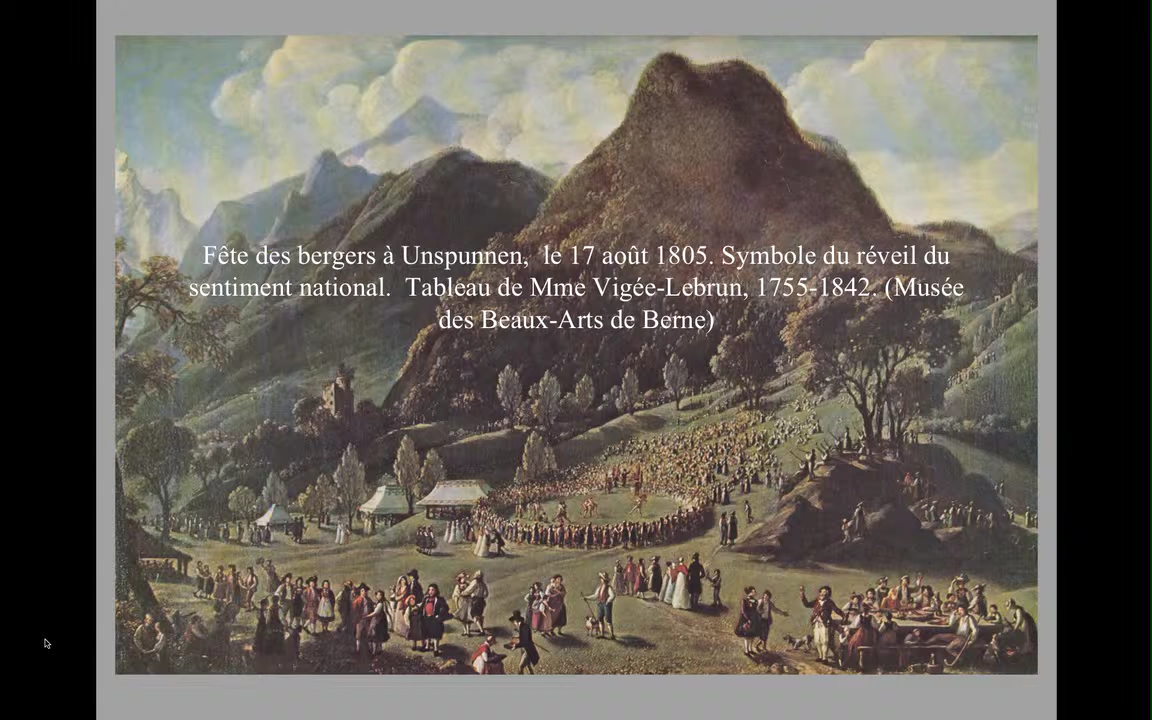 Fête des bergers à Unspunnen,  le 17 août 1805. Symbole du réveil du
sentiment national.  Tableau de Mme Vigée-Lebrun, 1755-1842. (Musée
des Beaux-Arts de Berne)